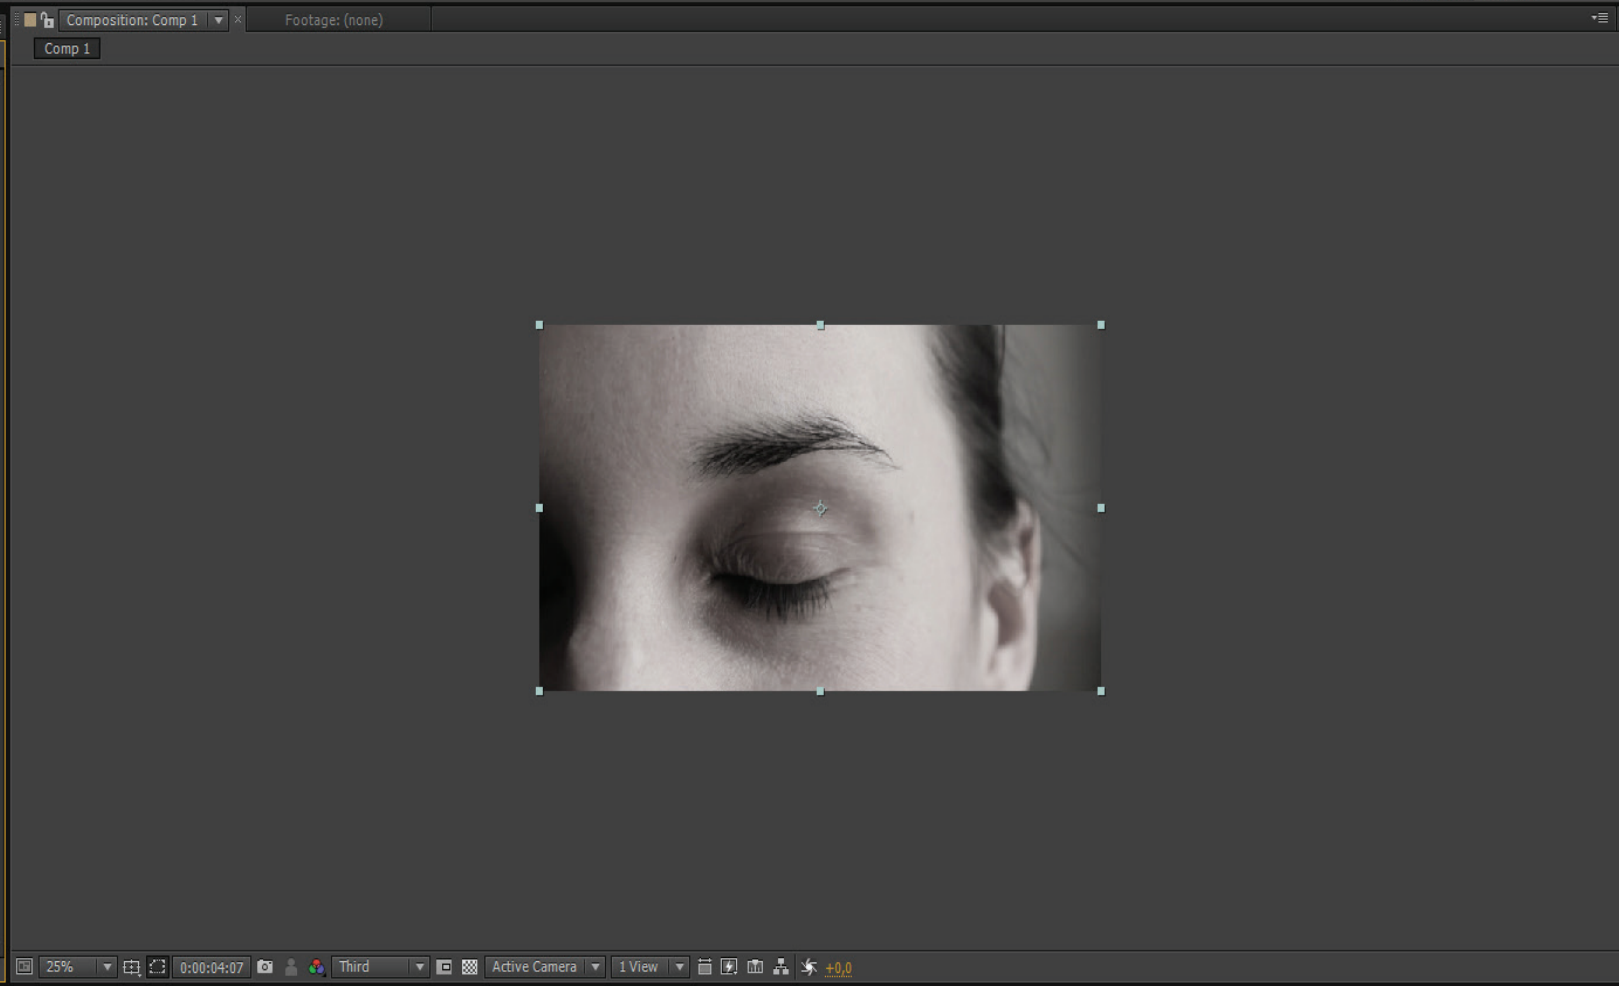 Composition: Comp 1
Footage: (none)
Comp 1
25%
0:00:04:07
Third
Active Camera
1 View
+0,0